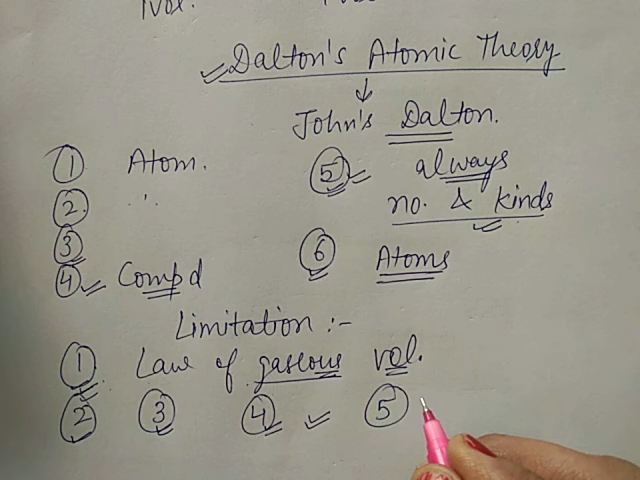 1Vol.
Dalton's Atomic Theory
John's Dalton.
① Atom.
②
③
④ Compd
⑤ always
no. & kinds
⑥ Atoms
Limitation :-
① Law of gaseous vol.
② ③ ④ ⑤